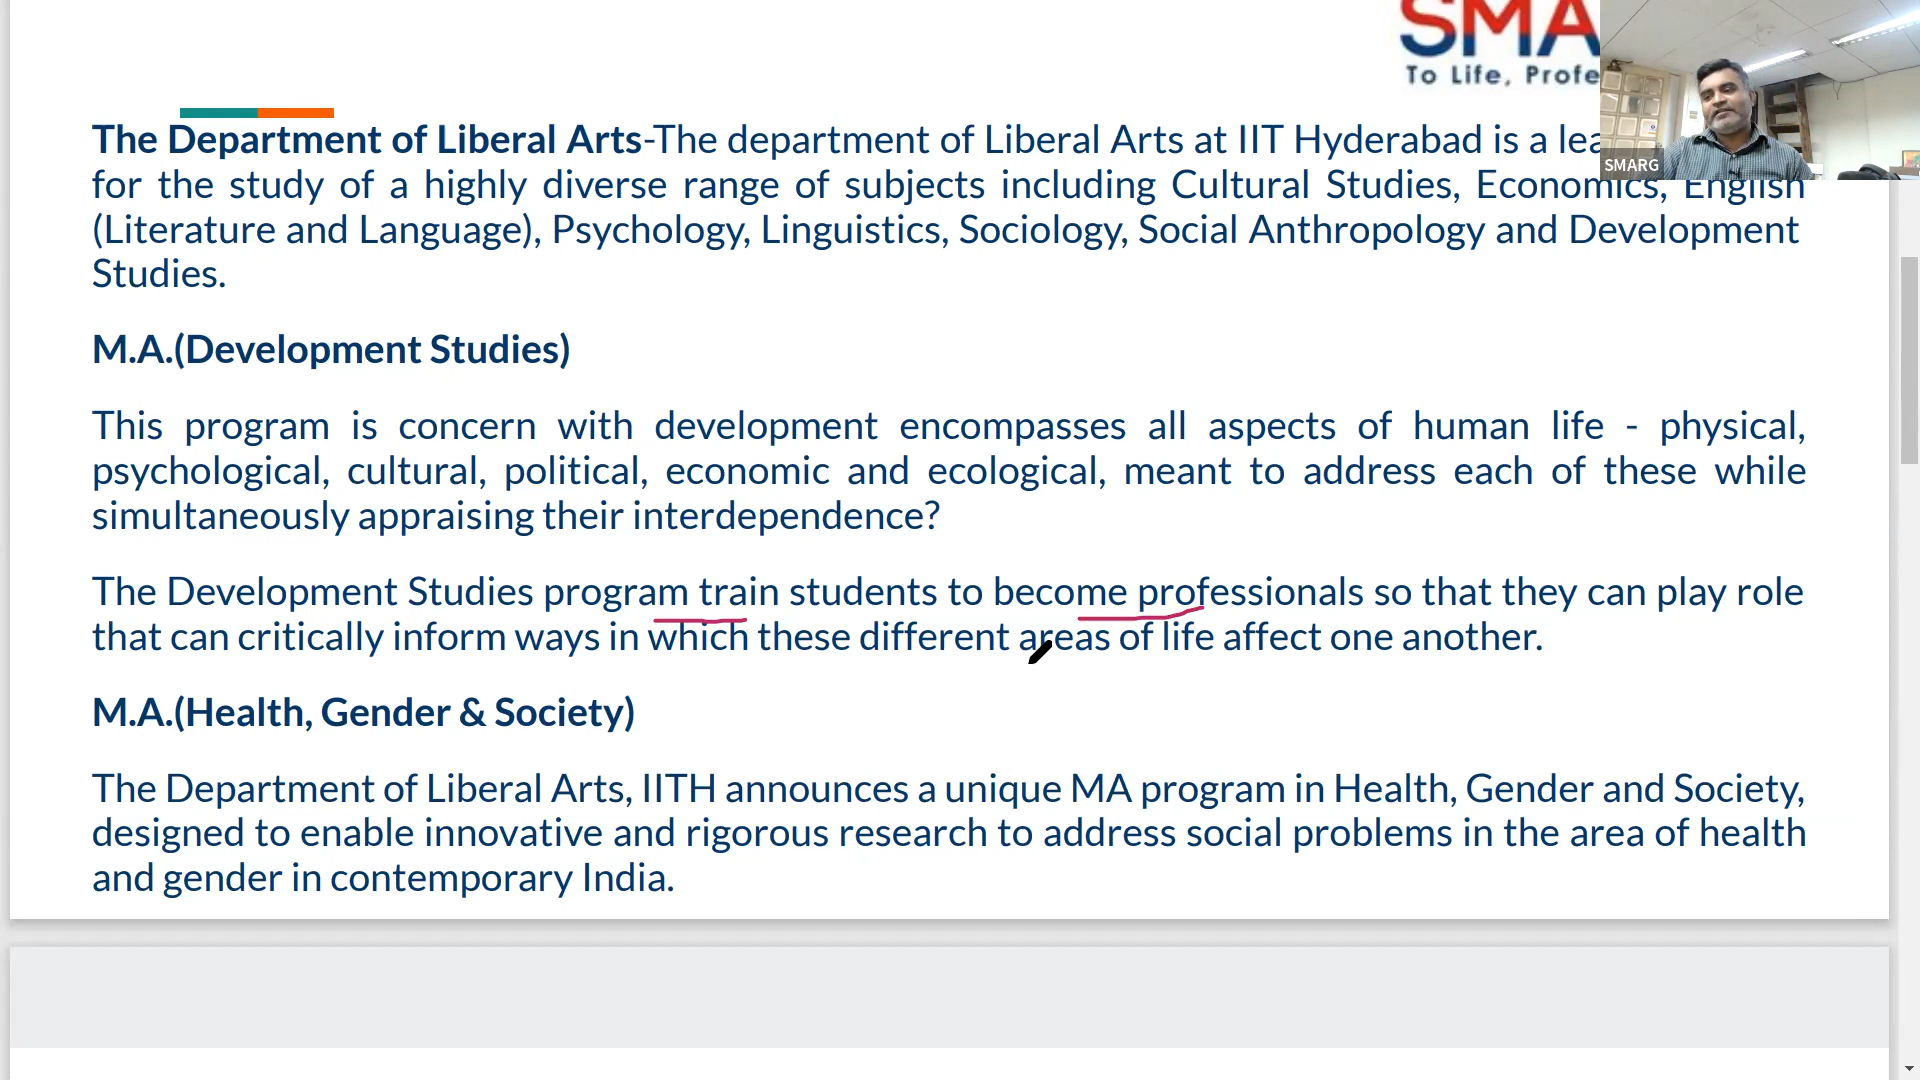 SMA
To Life, Profe
SMARG
The Department of Liberal Arts-The department of Liberal Arts at IIT Hyderabad is a
for the study of a highly diverse range of subjects including Cultural Studies, Economics, English
(Literature and Language), Psychology, Linguistics, Sociology, Social Anthropology and Development
Studies.
M.A.(Development Studies)
This program is concern with development encompasses all aspects of human life - physical,
psychological, cultural, political, economic and ecological, meant to address each of these while
simultaneously appraising their interdependence?
The Development Studies program train students to become professionals so that they can play role
that can critically inform ways in which these different areas of life affect one another.
M.A.(Health, Gender & Society)
The Department of Liberal Arts, IITH announces a unique MA program in Health, Gender and Society,
designed to enable innovative and rigorous research to address social problems in the area of health
and gender in contemporary India.